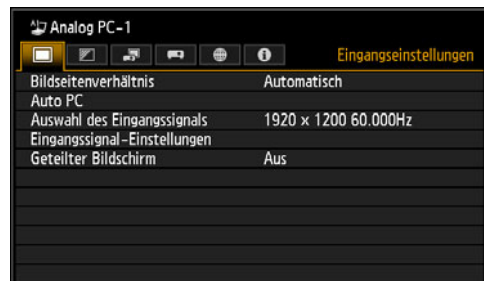 Analog PC-1
Eingangseinstellungen
Bildseitenverhältnis Automatisch
Auto PC
Auswahl des Eingangssignals 1920 × 1200 60.000Hz
Eingangssignal-Einstellungen
Geteilter Bildschirm Aus